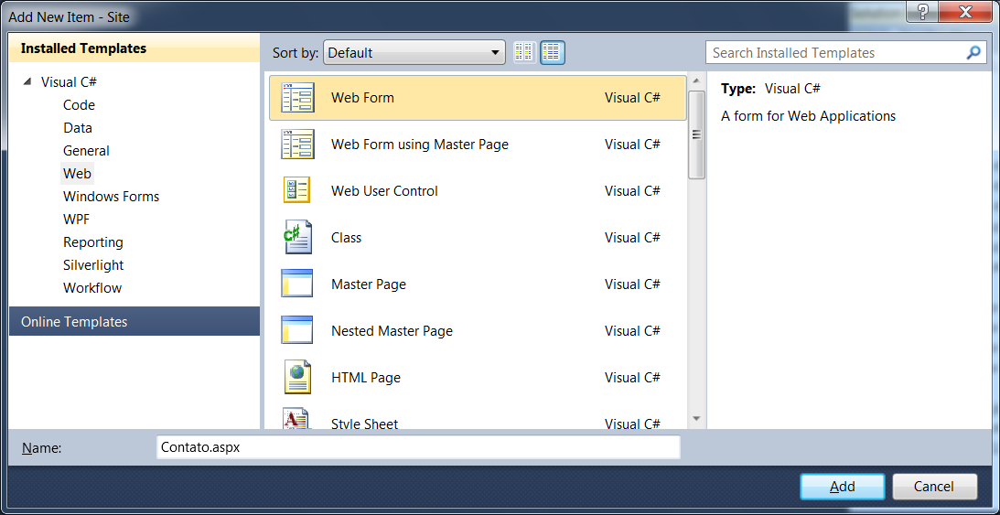 Add New Item - Site
Installed Templates
Visual C#
Code
Data
General
Web
Windows Forms
WPF
Reporting
Silverlight
Workflow
Online Templates
Sort by: Default
Search Installed Templates
Web Form Visual C#
Web Form using Master Page Visual C#
Web User Control Visual C#
Class Visual C#
Master Page Visual C#
Nested Master Page Visual C#
HTML Page Visual C#
Style Sheet Visual C#
Type: Visual C#
A form for Web Applications
Name: Contato.aspx
Add
Cancel